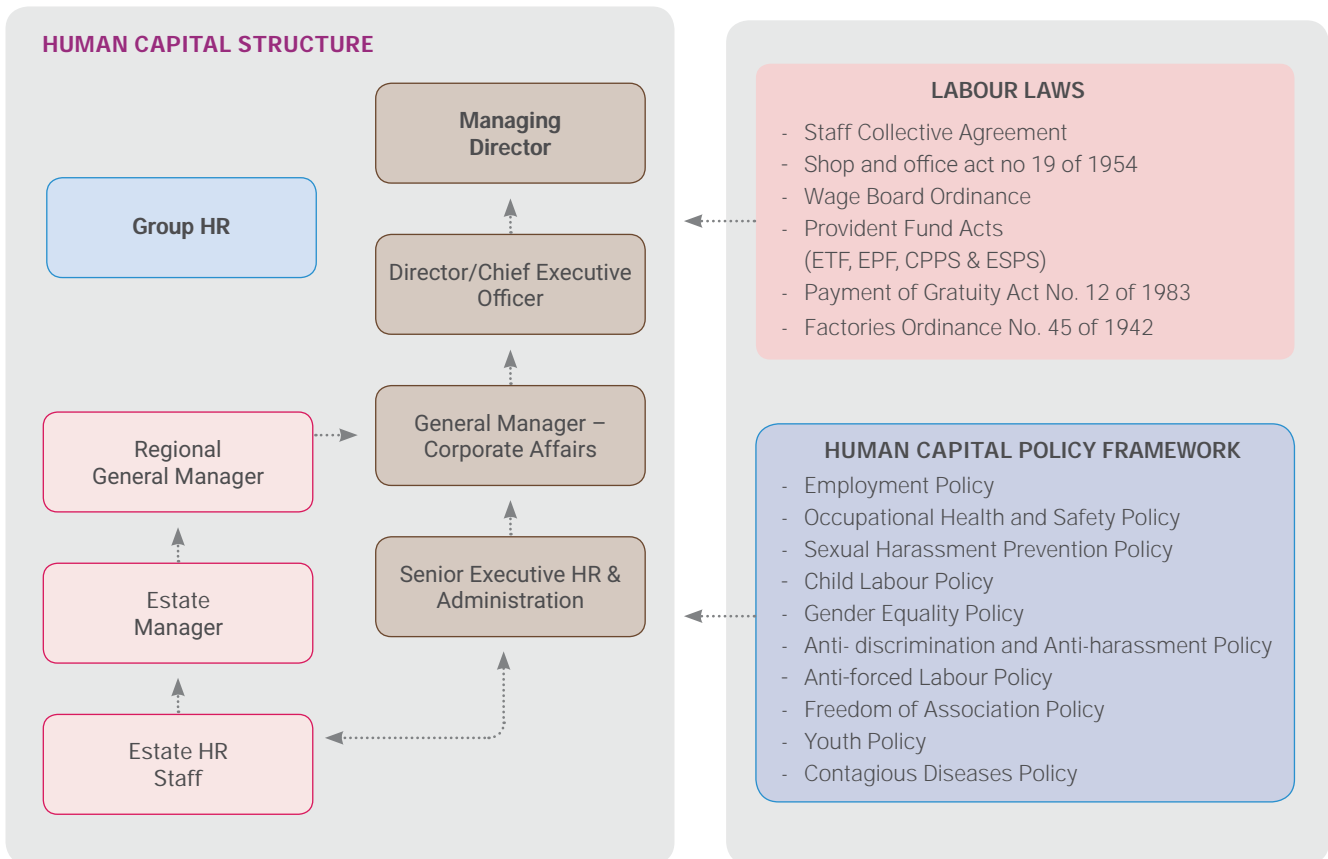 HUMAN CAPITAL STRUCTURE
Managing
Director
Group HR
Director/Chief Executive
Officer
Regional
General Manager
General Manager –
Corporate Affairs
Estate
Manager
Senior Executive HR &
Administration
Estate HR
Staff
LABOUR LAWS
- Staff Collective Agreement
- Shop and office act no 19 of 1954
- Wage Board Ordinance
- Provident Fund Acts
(ETF, EPF, CPPS & ESPS)
- Payment of Gratuity Act No. 12 of 1983
- Factories Ordinance No. 45 of 1942
HUMAN CAPITAL POLICY FRAMEWORK
- Employment Policy
- Occupational Health and Safety Policy
- Sexual Harassment Prevention Policy
- Child Labour Policy
- Gender Equality Policy
- Anti- discrimination and Anti-harassment Policy
- Anti-forced Labour Policy
- Freedom of Association Policy
- Youth Policy
- Contagious Diseases Policy